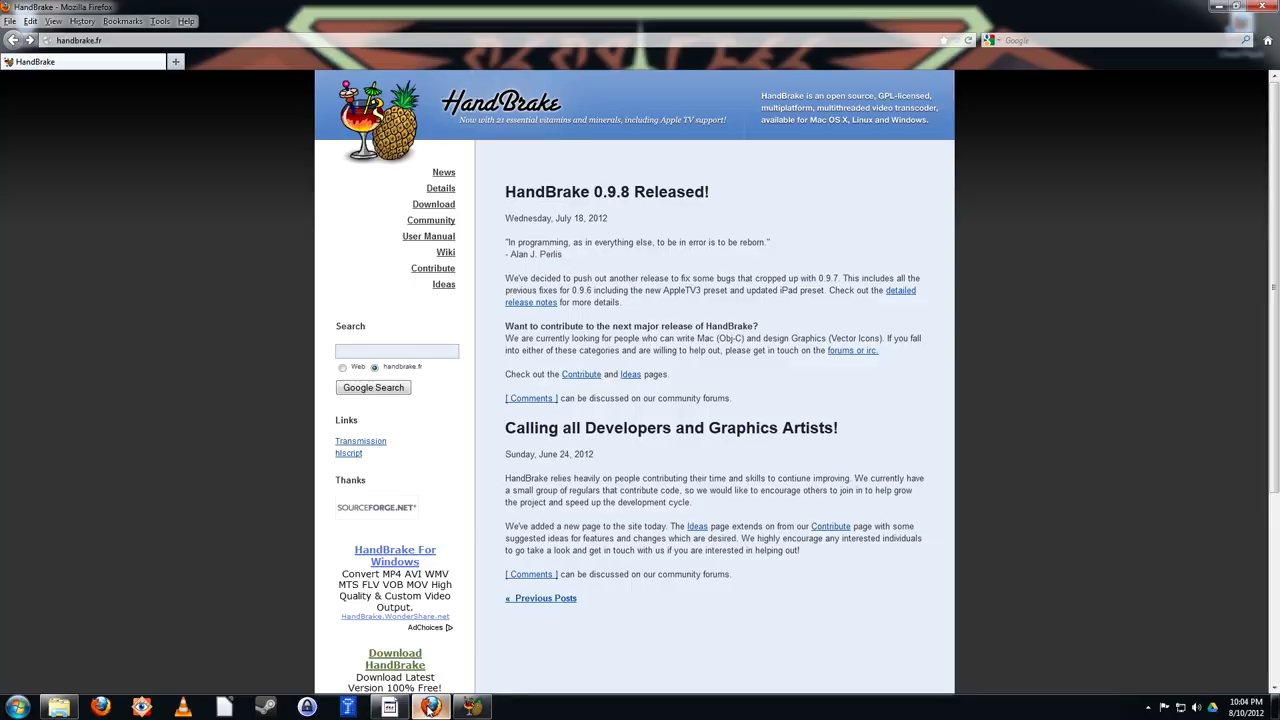 HandBrake - Mozilla Firefox
File Edit View History Bookmarks Tools Help
handbrake.fr
Google
HandBrake
HandBrake
Now with 21 essential vitamins and minerals, including Apple TV support!
HandBrake is an open source, GPL-licensed,
multiplatform, multithreaded video transcoder,
available for Mac OS X, Linux and Windows.
News
Details
Download
Community
User Manual
Wiki
Contribute
Ideas
Search
Web handbrake.fr
Google Search
Links
Transmission
hlscript
Thanks
SOURCEFORGE.NET®
HandBrake For
Windows
Convert MP4 AVI WMV
MTS FLV VOB MOV High
Quality & Custom Video
Output.
HandBrake.WonderShare.net
AdChoices
Download
HandBrake
Download Latest
Version 100% Free!
HandBrake 0.9.8 Released!
Wednesday, July 18, 2012
"In programming, as in everything else, to be in error is to be reborn."
- Alan J. Perlis
We've decided to push out another release to fix some bugs that cropped up with 0.9.7. This includes all the
previous fixes for 0.9.6 including the new AppleTV3 preset and updated iPad preset. Check out the detailed
release notes for more details.
Want to contribute to the next major release of HandBrake?
We are currently looking for people who can write Mac (Obj-C) and design Graphics (Vector Icons). If you fall
into either of these categories and are willing to help out, please get in touch on the forums or irc.
Check out the Contribute and Ideas pages.
[ Comments ] can be discussed on our community forums.
Calling all Developers and Graphics Artists!
Sunday, June 24, 2012
HandBrake relies heavily on people contributing their time and skills to contiune improving. We currently have
a small group of regulars that contribute code, so we would like to encourage others to join in to help grow
the project and speed up the development cycle.
We've added a new page to the site today. The Ideas page extends on from our Contribute page with some
suggested ideas for features and changes which are desired. We highly encourage any interested individuals
to go take a look and get in touch with us if you are interested in helping out!
[ Comments ] can be discussed on our community forums.
« Previous Posts
10:04 PM
8/10/2012